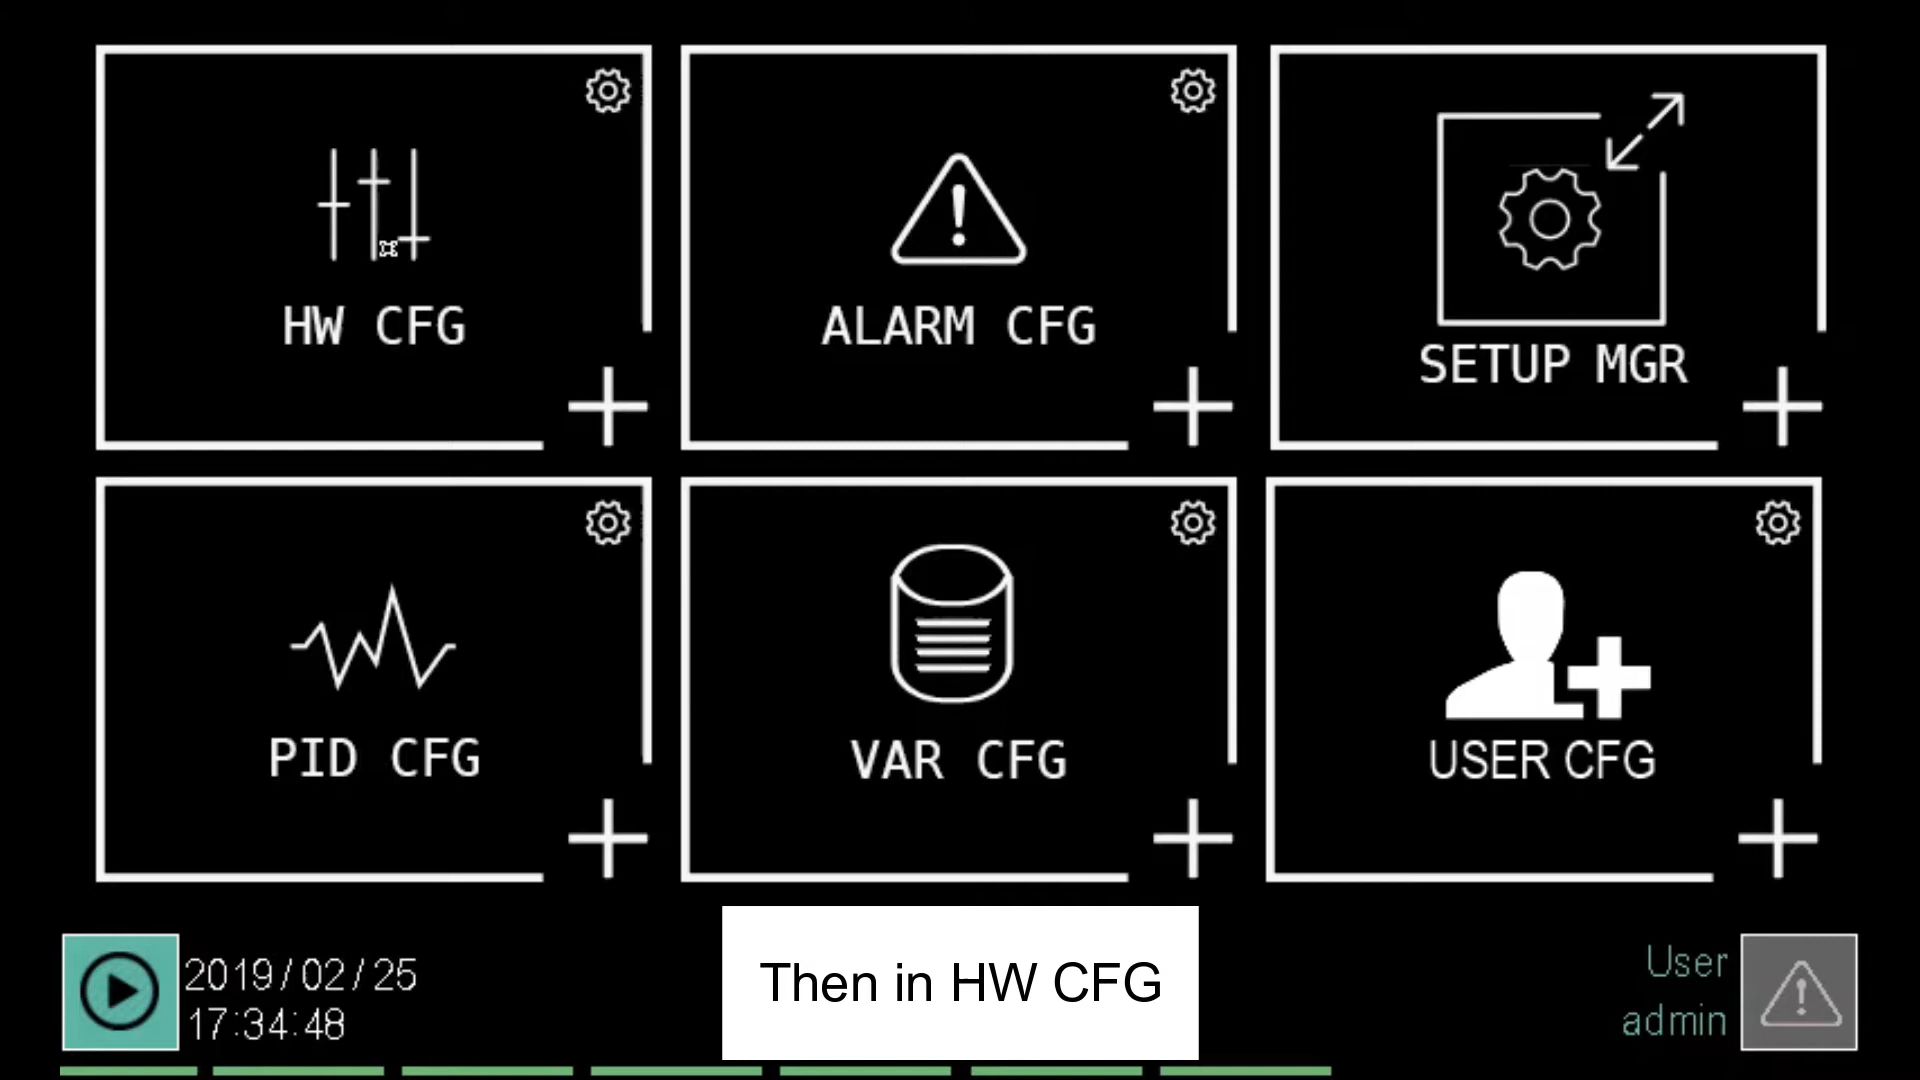 HW CFG
ALARM CFG
SETUP MGR
PID CFG
VAR CFG
USER CFG
2019/02/25
17:34:48
Then in HW CFG
User
admin